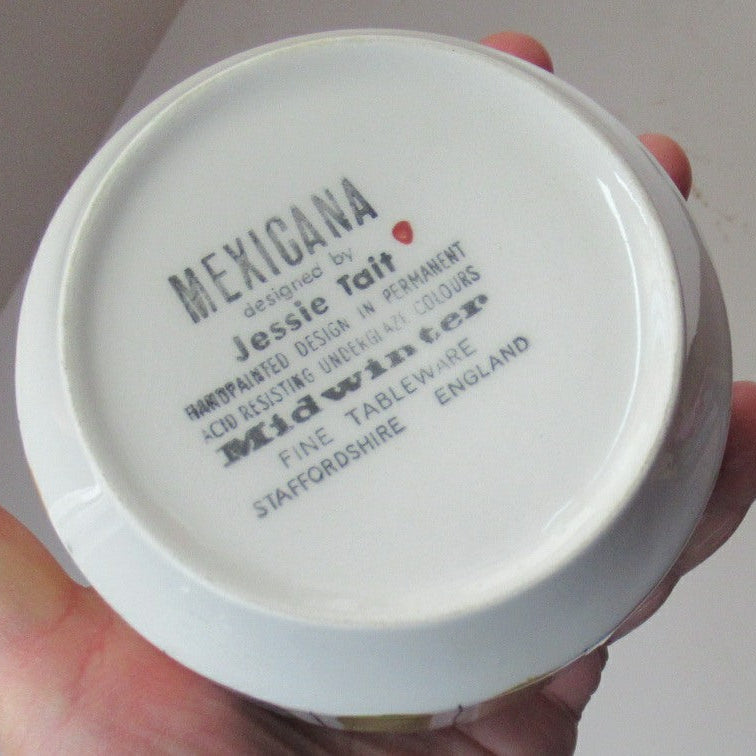 MEXICANA
designed by
Jessie Tait
HANDPAINTED DESIGN IN PERMANENT
ACID RESISTING UNDERGLAZE COLOURS
Midwinter
FINE TABLEWARE
STAFFORDSHIRE ENGLAND